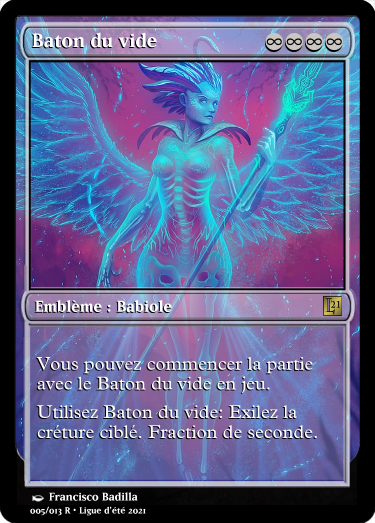 Baton du vide
∞∞∞∞
Emblème : Babiole
L21
Vous pouvez commencer la partie
avec le Baton du vide en jeu.
Utilisez Baton du vide: Exilez la
créture ciblé. Fraction de seconde.
Francisco Badilla
005/013 R • Ligue d'été 2021